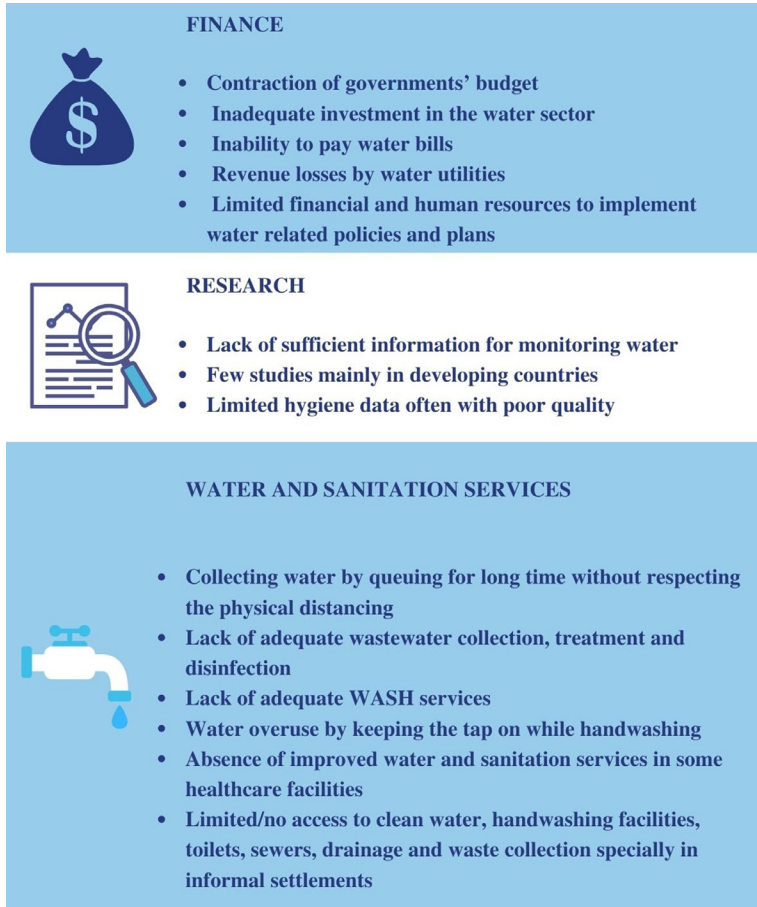 FINANCE
$
• Contraction of governments’ budget
• Inadequate investment in the water sector
• Inability to pay water bills
• Revenue losses by water utilities
• Limited financial and human resources to implement
water related policies and plans
RESEARCH
• Lack of sufficient information for monitoring water
• Few studies mainly in developing countries
• Limited hygiene data often with poor quality
WATER AND SANITATION SERVICES
• Collecting water by queuing for long time without respecting
the physical distancing
• Lack of adequate wastewater collection, treatment and
disinfection
• Lack of adequate WASH services
• Water overuse by keeping the tap on while handwashing
• Absence of improved water and sanitation services in some
healthcare facilities
• Limited/no access to clean water, handwashing facilities,
toilets, sewers, drainage and waste collection specially in
informal settlements